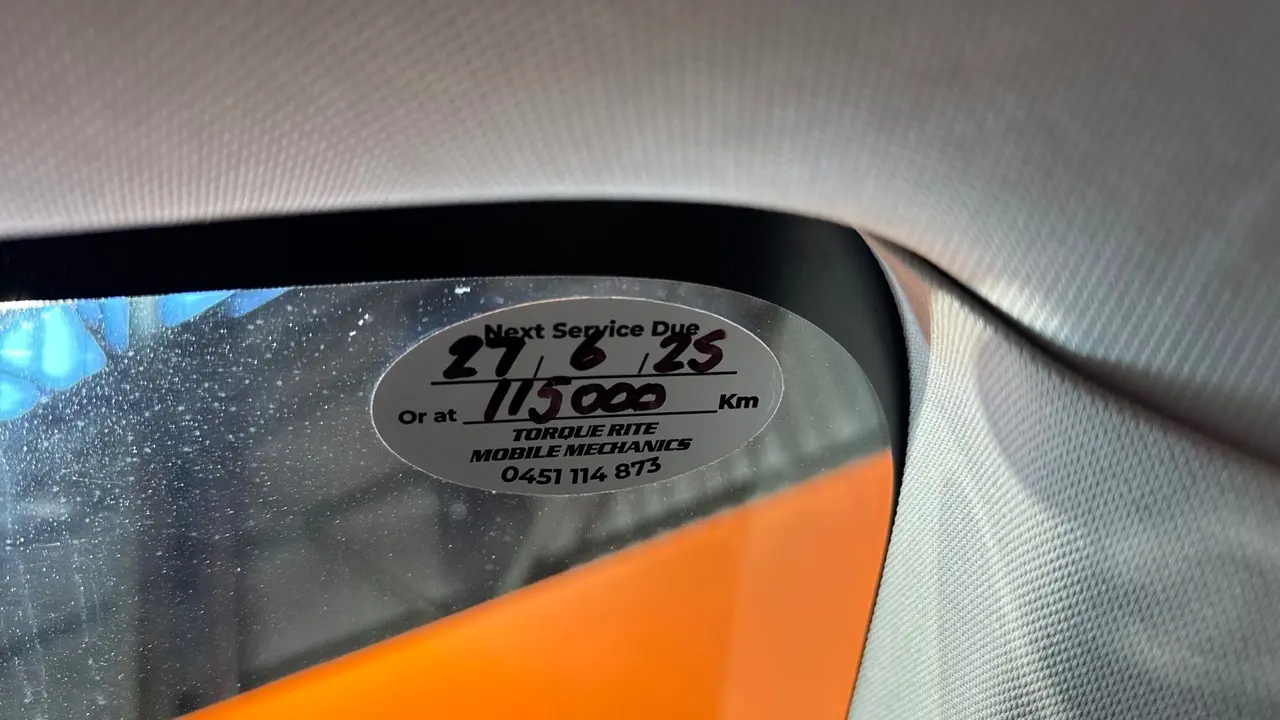 Next Service Due
27 / 6 / 25
Or at 115000 Km
TORQUE RITE
MOBILE MECHANICS
0451 114 873